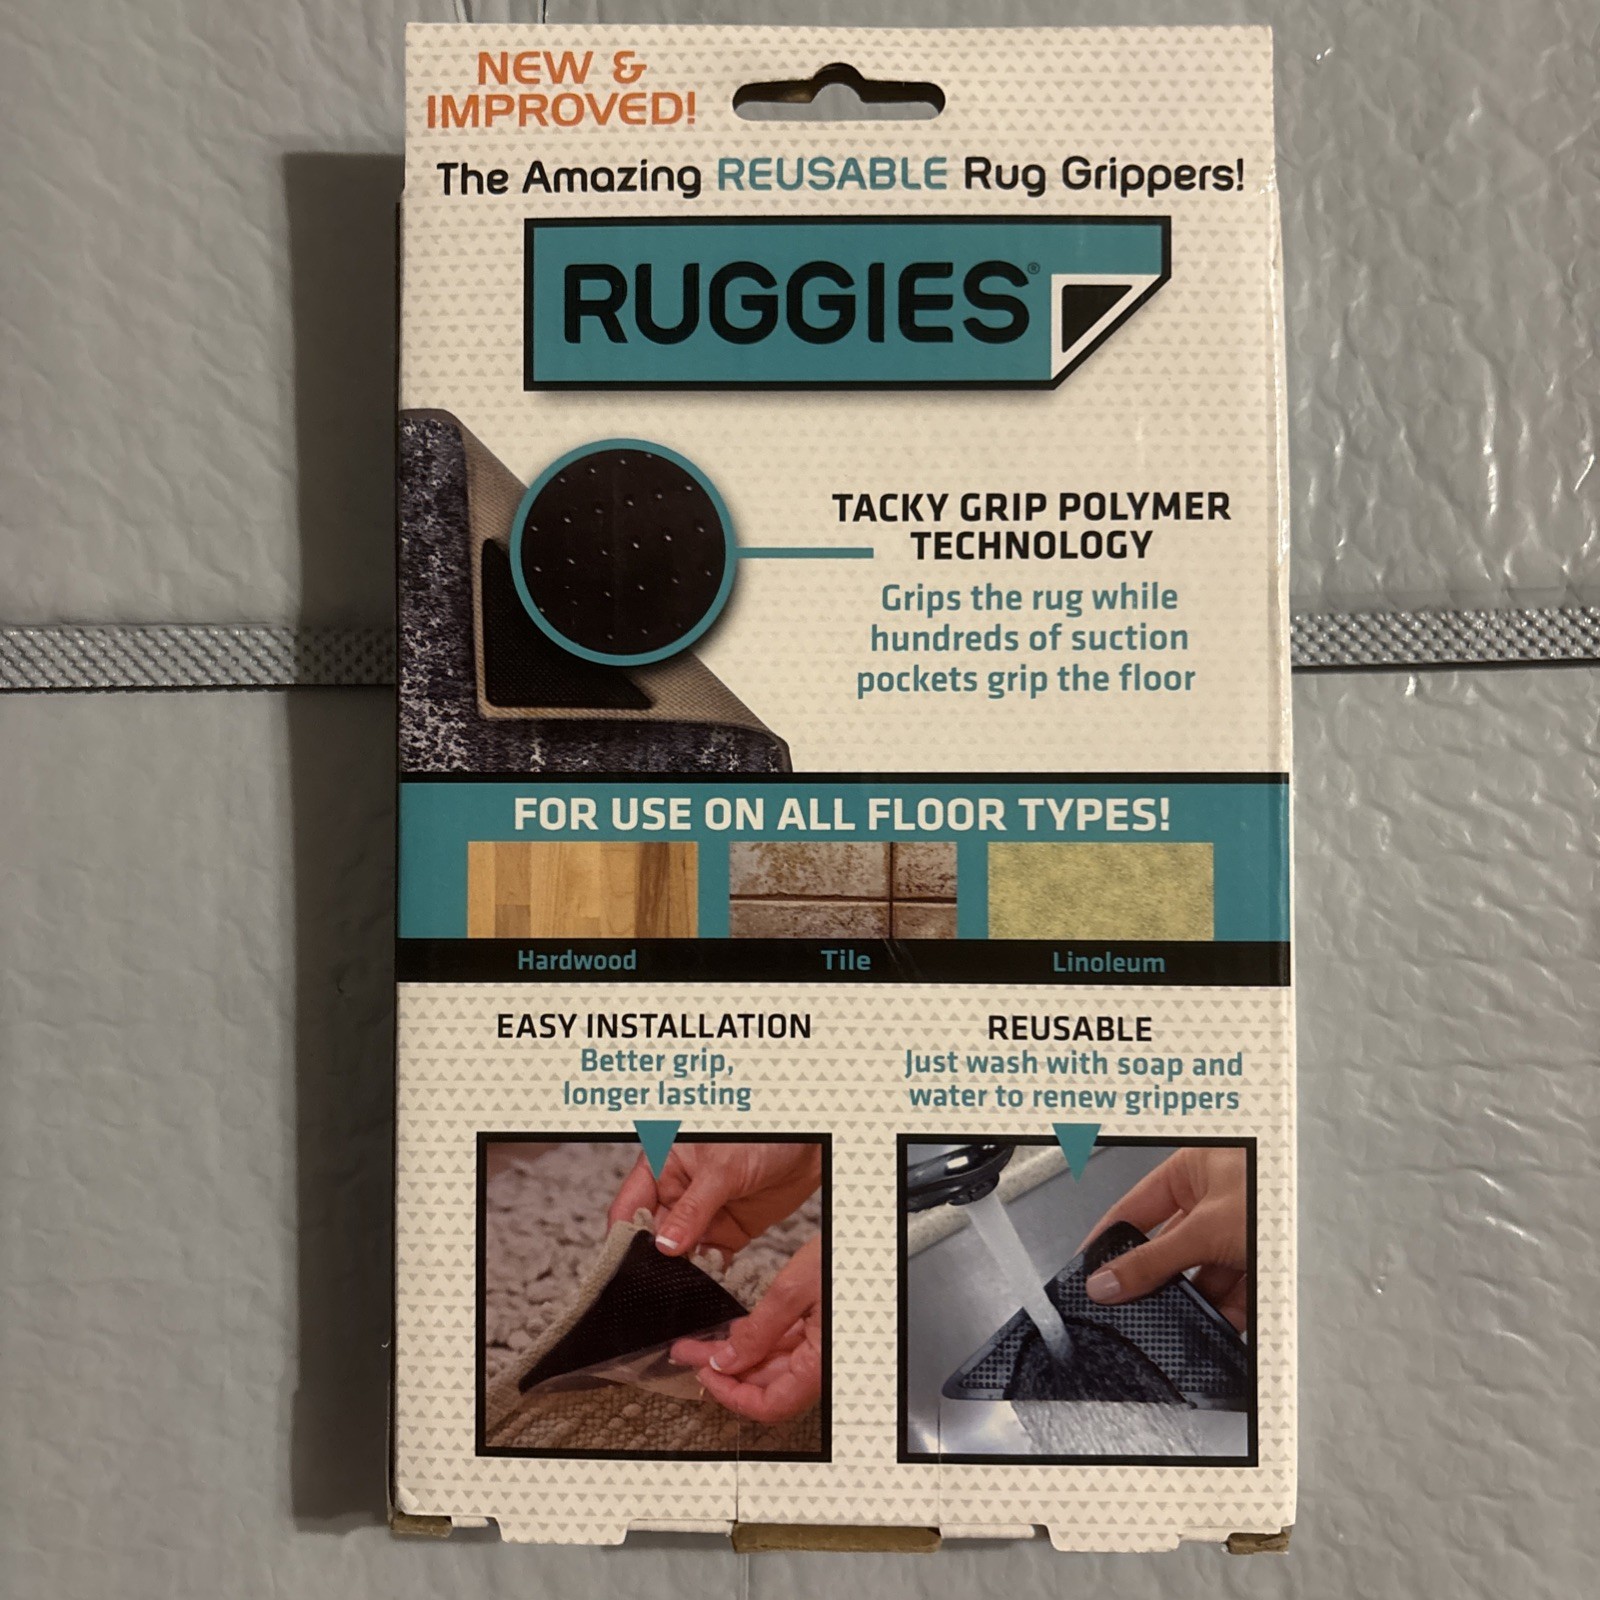 NEW &
IMPROVED!
The Amazing REUSABLE Rug Grippers!
RUGGIES®
TACKY GRIP POLYMER
TECHNOLOGY
Grips the rug while
hundreds of suction
pockets grip the floor
FOR USE ON ALL FLOOR TYPES!
Hardwood Tile Linoleum
EASY INSTALLATION
Better grip,
longer lasting
REUSABLE
Just wash with soap and
water to renew grippers